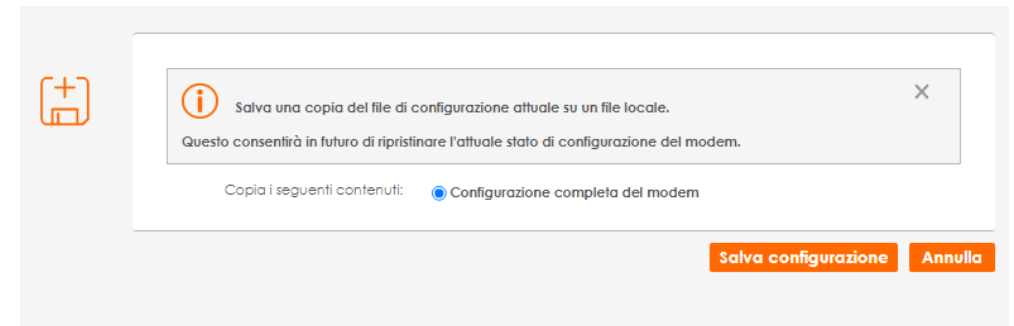 Salva una copia del file di configurazione attuale su un file locale.
Questo consentirà in futuro di ripristinare l'attuale stato di configurazione del modem.
Copia i seguenti contenuti: Configurazione completa del modem
Salva configurazione Annulla